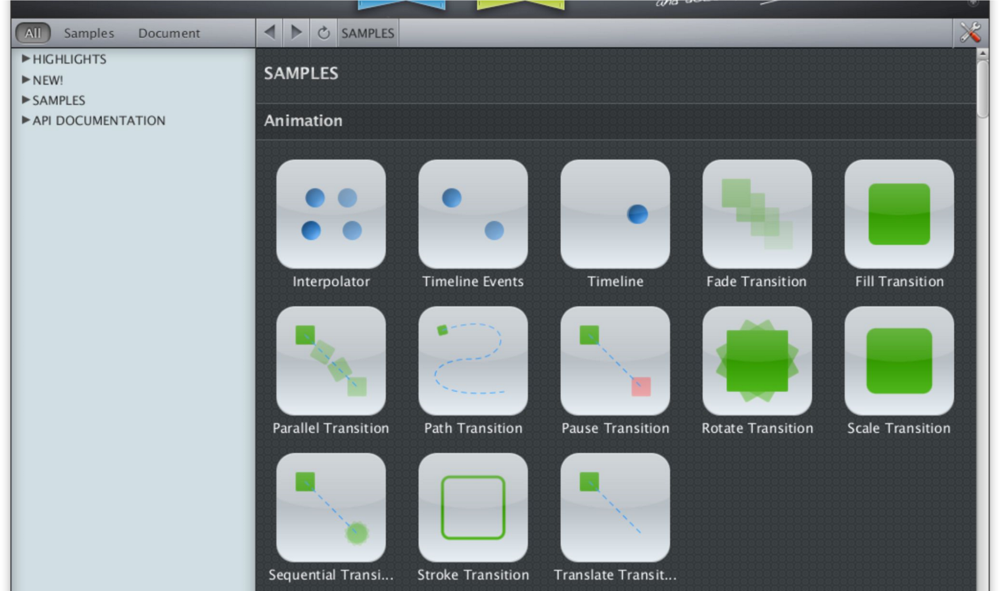 and
All Samples Document SAMPLES
HIGHLIGHTS
NEW!
SAMPLES
API DOCUMENTATION
SAMPLES
Animation
Interpolator Timeline Events Timeline Fade Transition Fill Transition
Parallel Transition Path Transition Pause Transition Rotate Transition Scale Transition
Sequential Transi... Stroke Transition Translate Transit...